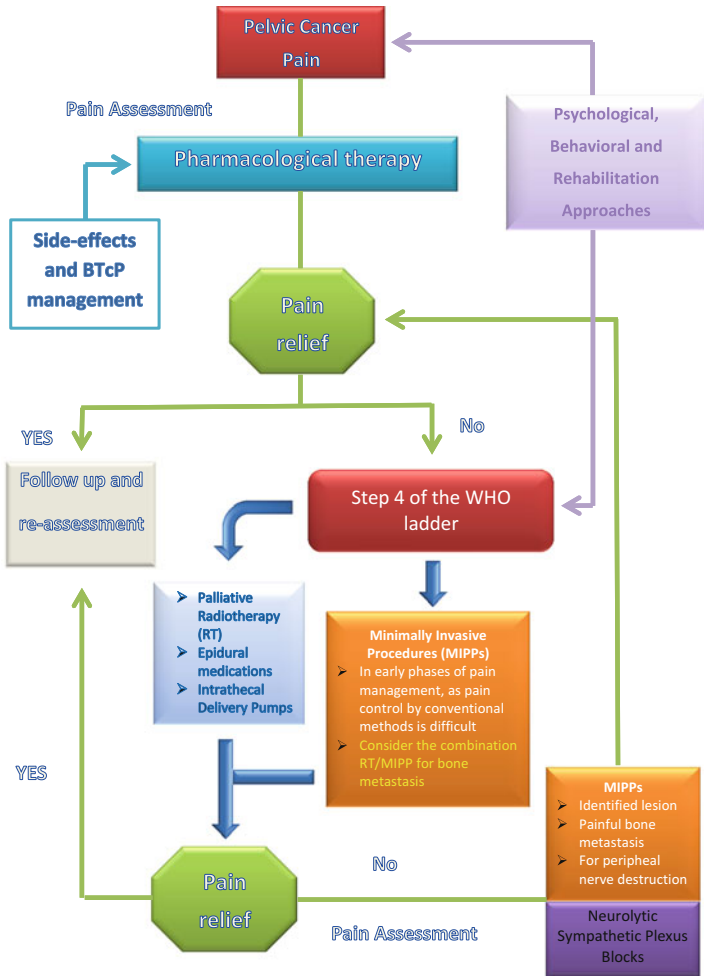 Pelvic Cancer
Pain
Pain Assessment
Pharmacological therapy
Psychological,
Behavioral and
Rehabilitation
Approaches
Side-effects
and BTcP
management
Pain
relief
YES
No
Follow up and
re-assessment
Step 4 of the WHO
ladder
➢ Palliative
Radiotherapy
(RT)
➢ Epidural
medications
➢ Intrathecal
Delivery Pumps
Minimally Invasive
Procedures (MIPPs)
➢ In early phases of pain
management, as pain
control by conventional
methods is difficult
➢ Consider the combination
RT/MIPP for bone
metastasis
YES
MIPPs
➢ Identified lesion
➢ Painful bone
metastasis
➢ For peripheral
nerve destruction
Neurolytic
Sympathetic Plexus
Blocks
Pain
relief
No
Pain Assessment